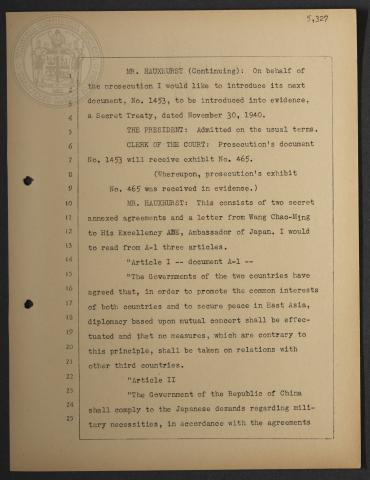 5,327
1 MR. HAUXHURST (Continuing): On behalf of
2 the prosecution I would like to introduce its next
3 document, No. 1453, to be introduced into evidence,
4 a Secret Treaty, dated November 30, 1940.
5 THE PRESIDENT: Admitted on the usual terms.
6 CLERK OF THE COURT: Prosecution's document
7 No. 1453 will receive exhibit No. 465.
8 (Whereupon, prosecution's exhibit
9 No. 465 was received in evidence.)
10 MR. HAUXHURST: This consists of two secret
11 annexed agreements and a letter from Wang Chao-Ming
12 to His Excellency ABE, Ambassador of Japan. I would
13 to read from A-1 three articles.
14 "Article I -- document A-1 --
15 "The Governments of the two countries have
16 agreed that, in order to promote the common interests
17 of both countries and to secure peace in East Asia,
18 diplomacy based upon mutual concert shall be effec-
19 tuated and that no measures, which are contrary to
20 this principle, shall be taken on relations with
21 other third countries.
22 "Article II
23 "The Government of the Republic of China
24 shall comply to the Japanese demands regarding mili-
25 tary necessities, in accordance with the agreements